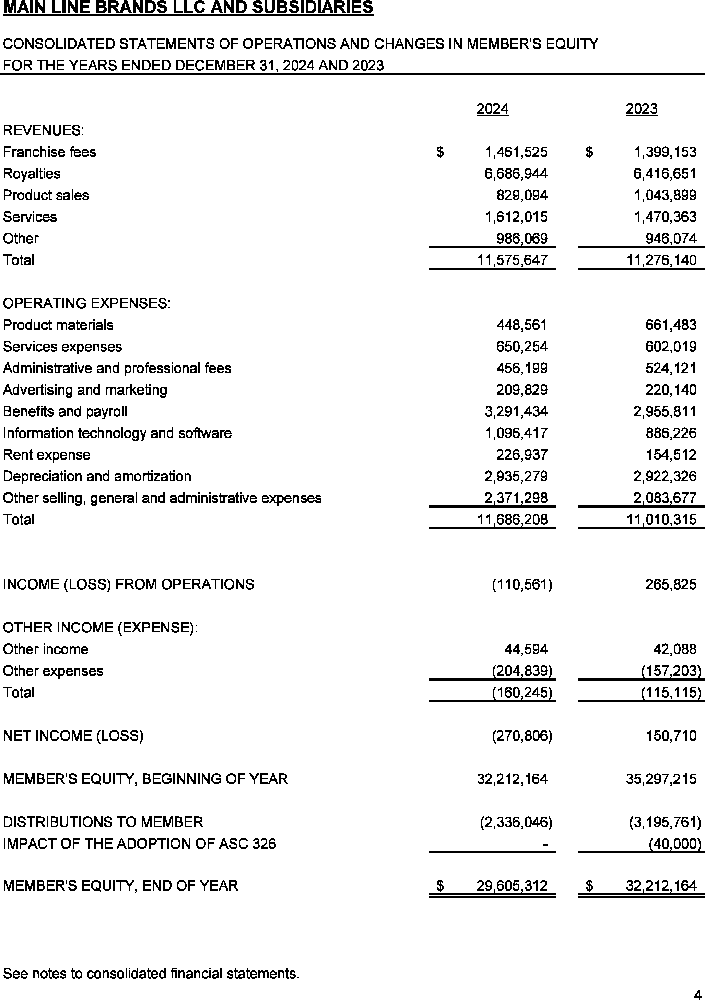 MAIN LINE BRANDS LLC AND SUBSIDIARIES
CONSOLIDATED STATEMENTS OF OPERATIONS AND CHANGES IN MEMBER'S EQUITY
FOR THE YEARS ENDED DECEMBER 31, 2024 AND 2023
2024 2023
REVENUES:
Franchise fees $ 1,461,525 $ 1,399,153
Royalties 6,686,944 6,416,651
Product sales 829,094 1,043,899
Services 1,612,015 1,470,363
Other 986,069 946,074
Total 11,575,647 11,276,140
OPERATING EXPENSES:
Product materials 448,561 661,483
Services expenses 650,254 602,019
Administrative and professional fees 456,199 524,121
Advertising and marketing 209,829 220,140
Benefits and payroll 3,291,434 2,955,811
Information technology and software 1,096,417 886,226
Rent expense 226,937 154,512
Depreciation and amortization 2,935,279 2,922,326
Other selling, general and administrative expenses 2,371,298 2,083,677
Total 11,686,208 11,010,315
INCOME (LOSS) FROM OPERATIONS (110,561) 265,825
OTHER INCOME (EXPENSE):
Other income 44,594 42,088
Other expenses (204,839) (157,203)
Total (160,245) (115,115)
NET INCOME (LOSS) (270,806) 150,710
MEMBER'S EQUITY, BEGINNING OF YEAR 32,212,164 35,297,215
DISTRIBUTIONS TO MEMBER (2,336,046) (3,195,761)
IMPACT OF THE ADOPTION OF ASC 326 - (40,000)
MEMBER'S EQUITY, END OF YEAR $ 29,605,312 $ 32,212,164
See notes to consolidated financial statements.
4